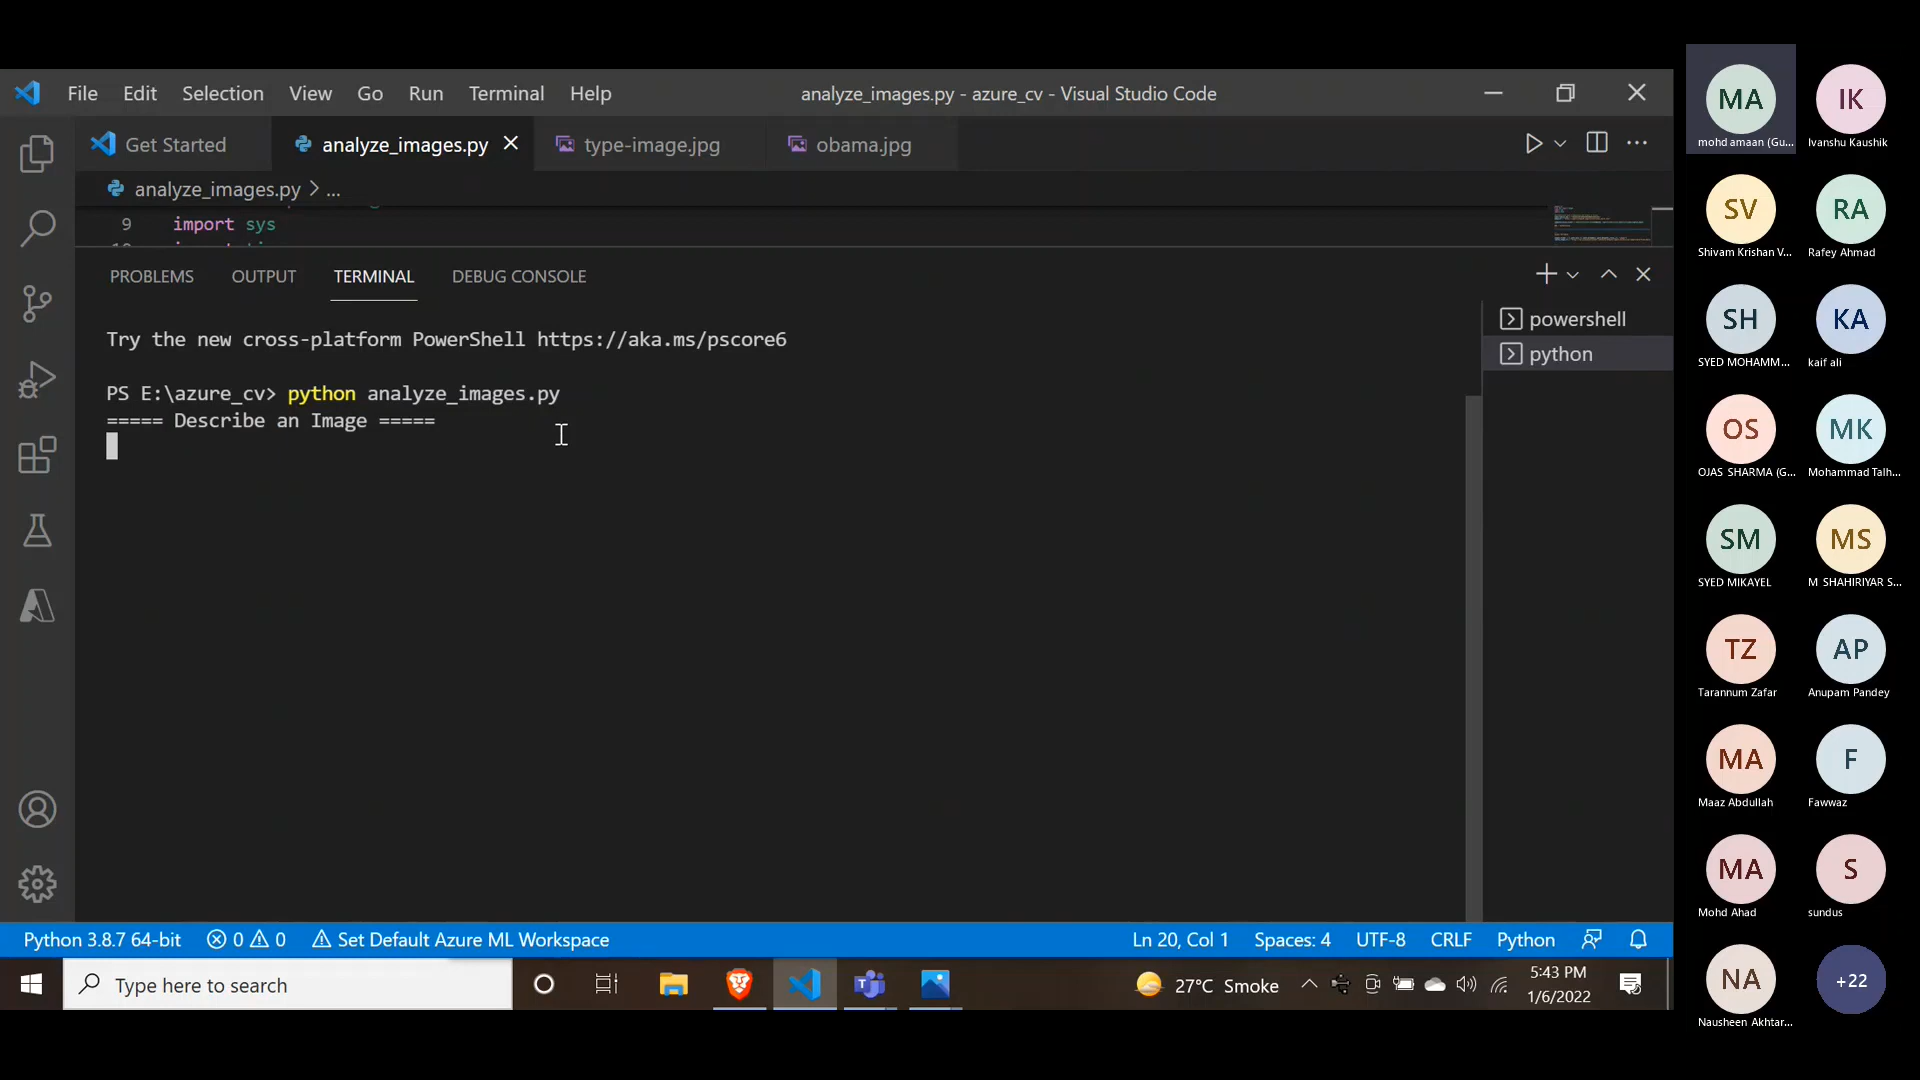 File Edit Selection View Go Run Terminal Help analyze_images.py - azure_cv - Visual Studio Code
Get Started analyze_images.py type-image.jpg obama.jpg
analyze_images.py > ...
9 import sys
PROBLEMS OUTPUT TERMINAL DEBUG CONSOLE
powershell
python
Try the new cross-platform PowerShell https://aka.ms/pscore6
PS E:\azure_cv> python analyze_images.py
===== Describe an Image =====
Python 3.8.7 64-bit 0 0 Set Default Azure ML Workspace Ln 20, Col 1 Spaces: 4 UTF-8 CRLF Python
Type here to search 27°C Smoke 5:43 PM
1/6/2022
MA IK
mohd amaan (Gu... Ivanshu Kaushik
SV RA
Shivam Krishan V... Rafey Ahmad
SH KA
SYED MOHAMM... kaif ali
OS MK
OJAS SHARMA (G... Mohammad Talh...
SM MS
SYED MIKAYEL M SHAHIRIYAR S...
TZ AP
Tarannum Zafar Anupam Pandey
MA F
Maaz Abdullah Fawwaz
MA S
Mohd Ahad sundus
NA +22
Nausheen Akhtar...